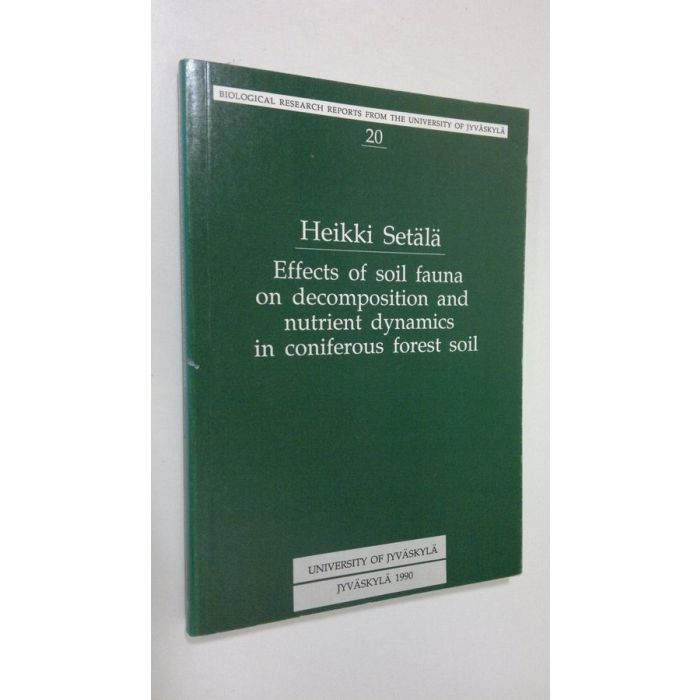 BIOLOGICAL RESEARCH REPORTS FROM THE UNIVERSITY OF JYVÄSKYLÄ
20
Heikki Setälä
Effects of soil fauna
on decomposition and
nutrient dynamics
in coniferous forest soil
UNIVERSITY OF JYVÄSKYLÄ
JYVÄSKYLÄ 1990